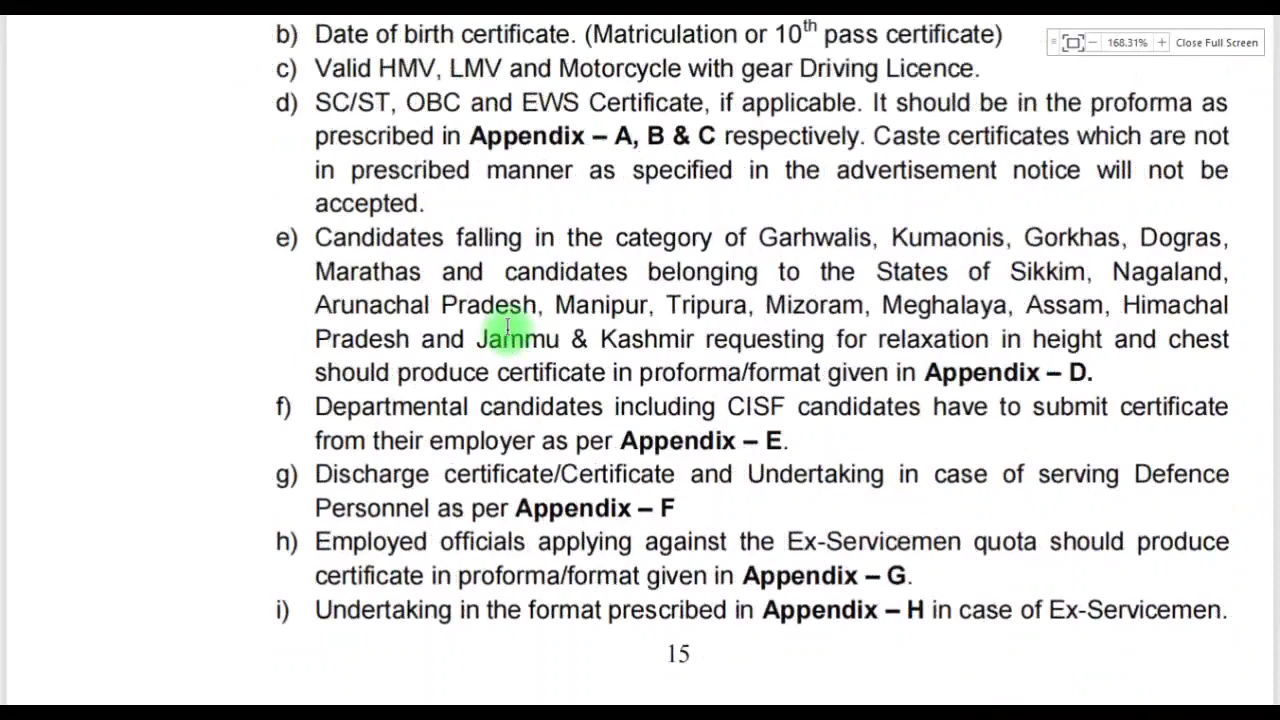 b) Date of birth certificate. (Matriculation or 10th pass certificate)
168.31% Close Full Screen
c) Valid HMV, LMV and Motorcycle with gear Driving Licence.
d) SC/ST, OBC and EWS Certificate, if applicable. It should be in the proforma as
prescribed in Appendix – A, B & C respectively. Caste certificates which are not
in prescribed manner as specified in the advertisement notice will not be
accepted.
e) Candidates falling in the category of Garhwalis, Kumaonis, Gorkhas, Dogras,
Marathas and candidates belonging to the States of Sikkim, Nagaland,
Arunachal Pradesh, Manipur, Tripura, Mizoram, Meghalaya, Assam, Himachal
Pradesh and Jammu & Kashmir requesting for relaxation in height and chest
should produce certificate in proforma/format given in Appendix – D.
f) Departmental candidates including CISF candidates have to submit certificate
from their employer as per Appendix – E.
g) Discharge certificate/Certificate and Undertaking in case of serving Defence
Personnel as per Appendix – F
h) Employed officials applying against the Ex-Servicemen quota should produce
certificate in proforma/format given in Appendix – G.
i) Undertaking in the format prescribed in Appendix – H in case of Ex-Servicemen.
15